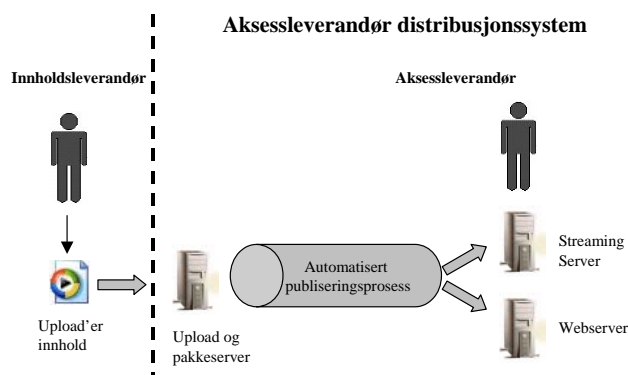 Aksessleverandør distribusjonssystem
Innholdsleverandør
Aksessleverandør
Upload'er
innhold
Upload og
pakkeserver
Automatisert
publiseringsprosess
Streaming
Server
Webserver